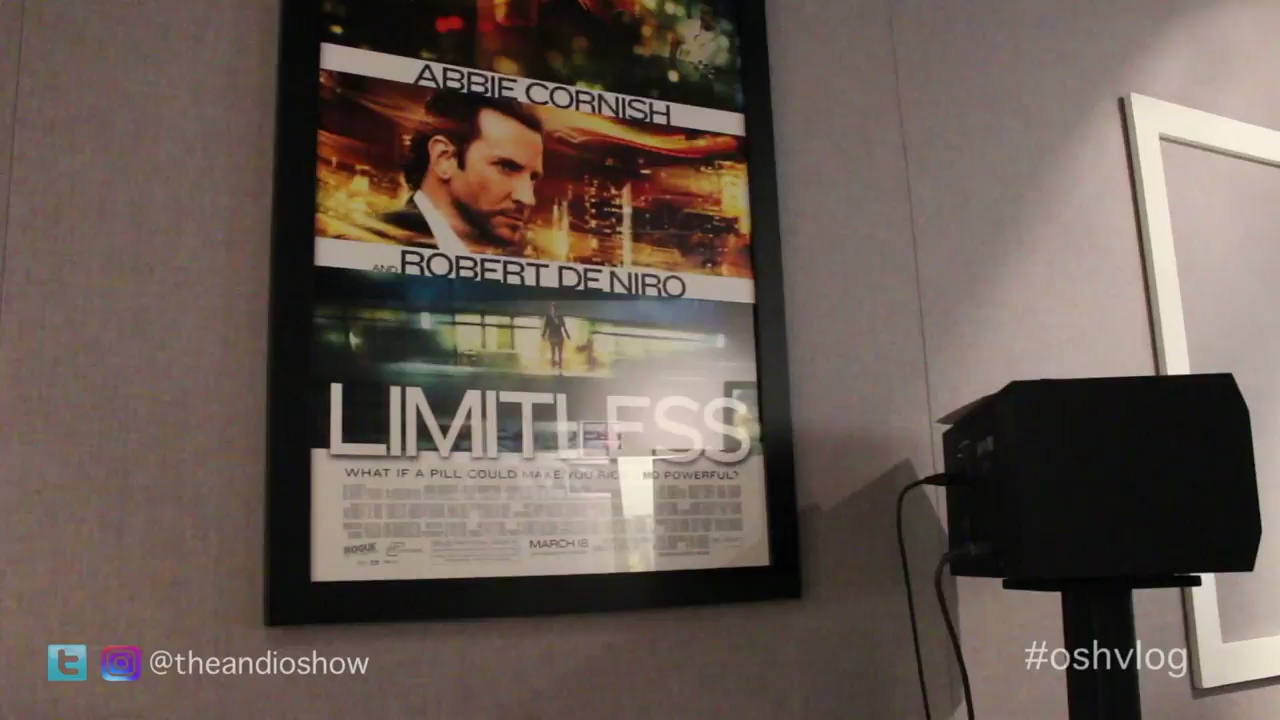 ABBIE CORNISH
AND ROBERT DE NIRO
LIMITLESS
WHAT IF A PILL COULD MAKE YOU RICH AND POWERFUL?
ROGUE
MARCH 18
@theandioshow
#oshvlog